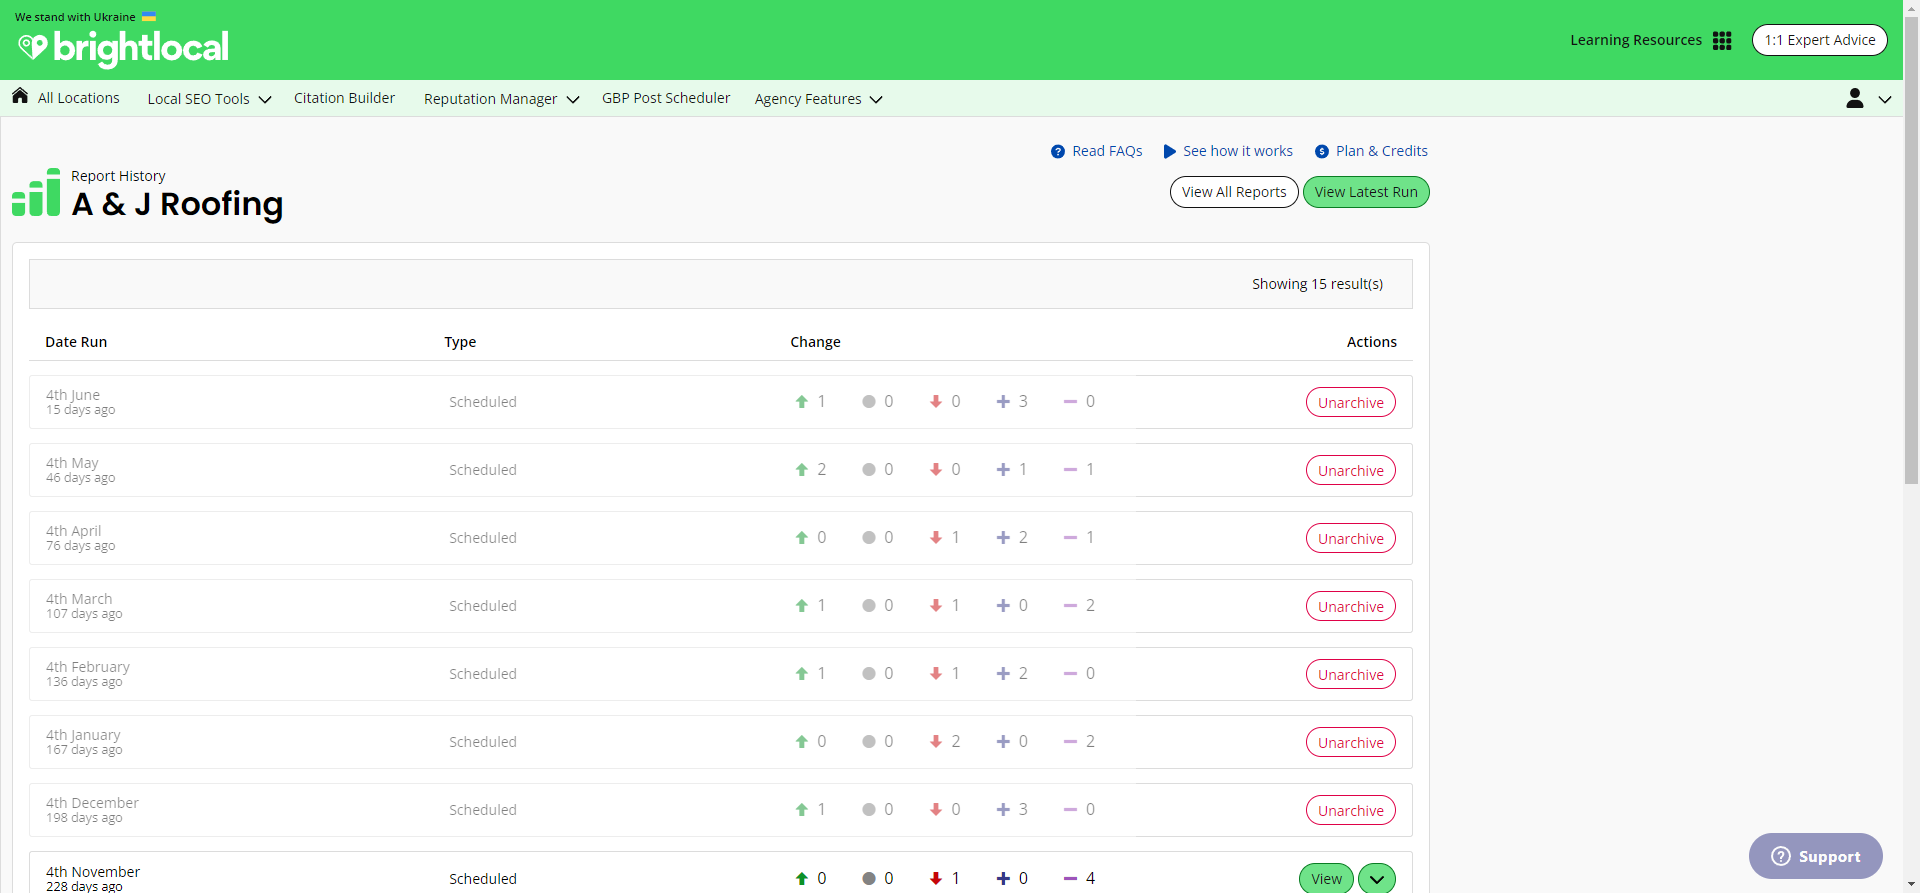 We stand with Ukraine
brightlocal
Learning Resources
1:1 Expert Advice
All Locations
Local SEO Tools
Citation Builder
Reputation Manager
GBP Post Scheduler
Agency Features
Read FAQs
See how it works
Plan & Credits
Report History
A & J Roofing
View All Reports
View Latest Run
Showing 15 result(s)
Date Run Type Change Actions
4th June
15 days ago
Scheduled 1 0 0 3 0 Unarchive
4th May
46 days ago
Scheduled 2 0 0 1 1 Unarchive
4th April
76 days ago
Scheduled 0 0 1 2 1 Unarchive
4th March
107 days ago
Scheduled 1 0 1 0 2 Unarchive
4th February
136 days ago
Scheduled 1 0 1 2 0 Unarchive
4th January
167 days ago
Scheduled 0 0 2 0 2 Unarchive
4th December
198 days ago
Scheduled 1 0 0 3 0 Unarchive
4th November
228 days ago
Scheduled 0 0 1 0 4 View
Support